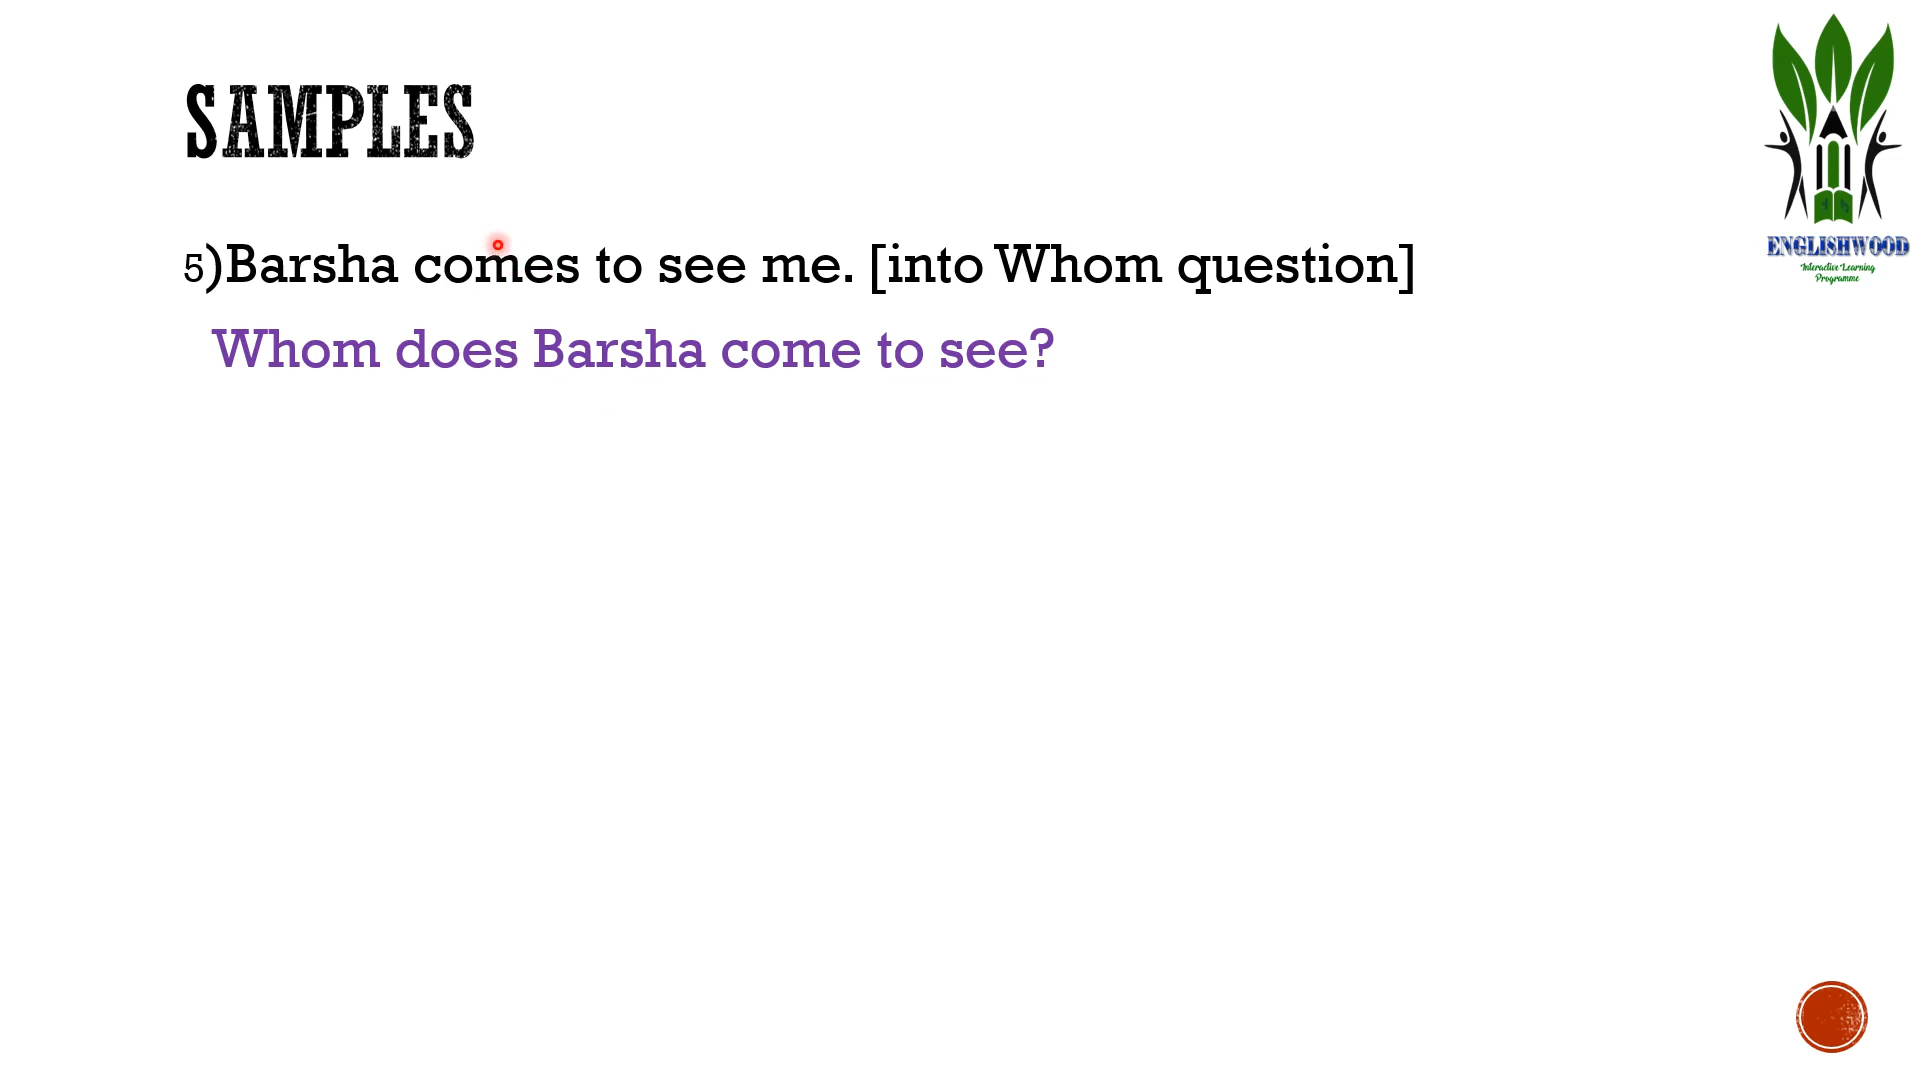 SAMPLES
5)Barsha comes to see me. [into Whom question]
Whom does Barsha come to see?
ENGLISHWOOD
Interactive Learning
Programme